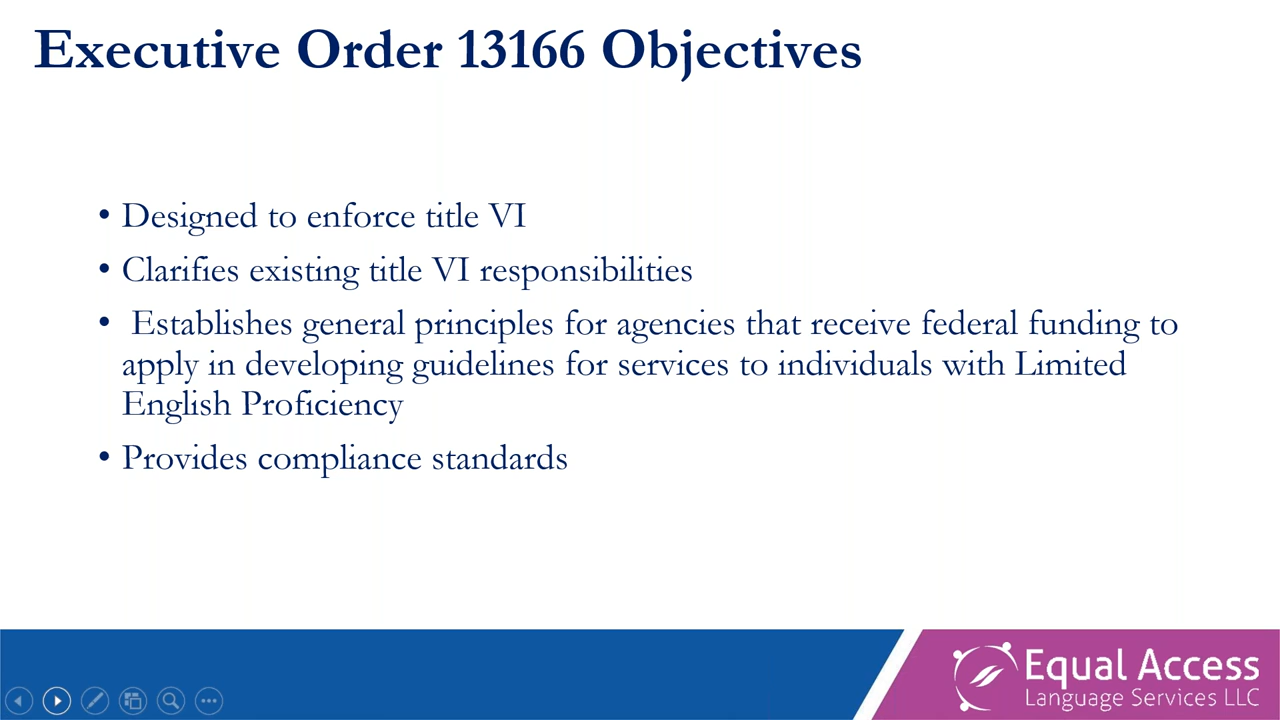 Executive Order 13166 Objectives
• Designed to enforce title VI
• Clarifies existing title VI responsibilities
• Establishes general principles for agencies that receive federal funding to
apply in developing guidelines for services to individuals with Limited
English Proficiency
• Provides compliance standards
Equal Access
Language Services LLC